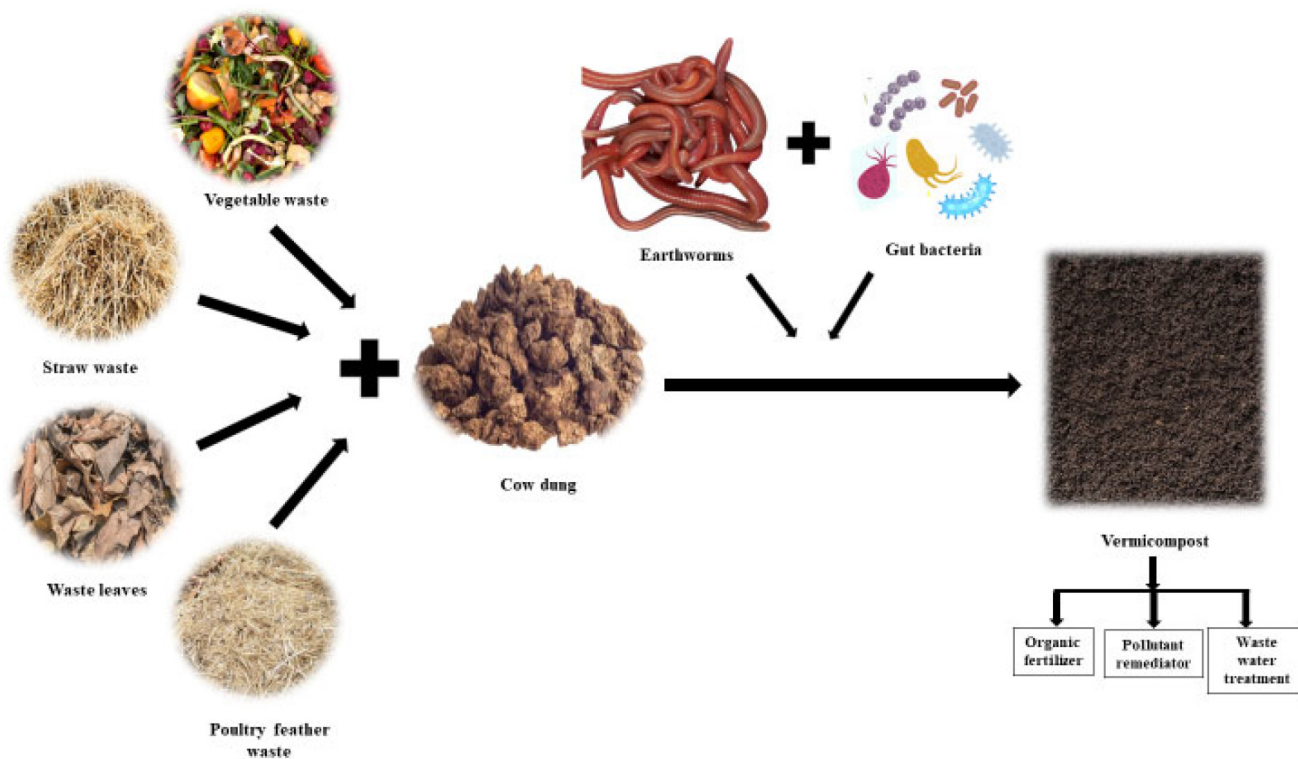 Vegetable waste
Straw waste
Waste leaves
Poultry feather
waste
Cow dung
Earthworms
Gut bacteria
Vermicompost
Organic
fertilizer
Pollutant
remediator
Waste
water
treatment